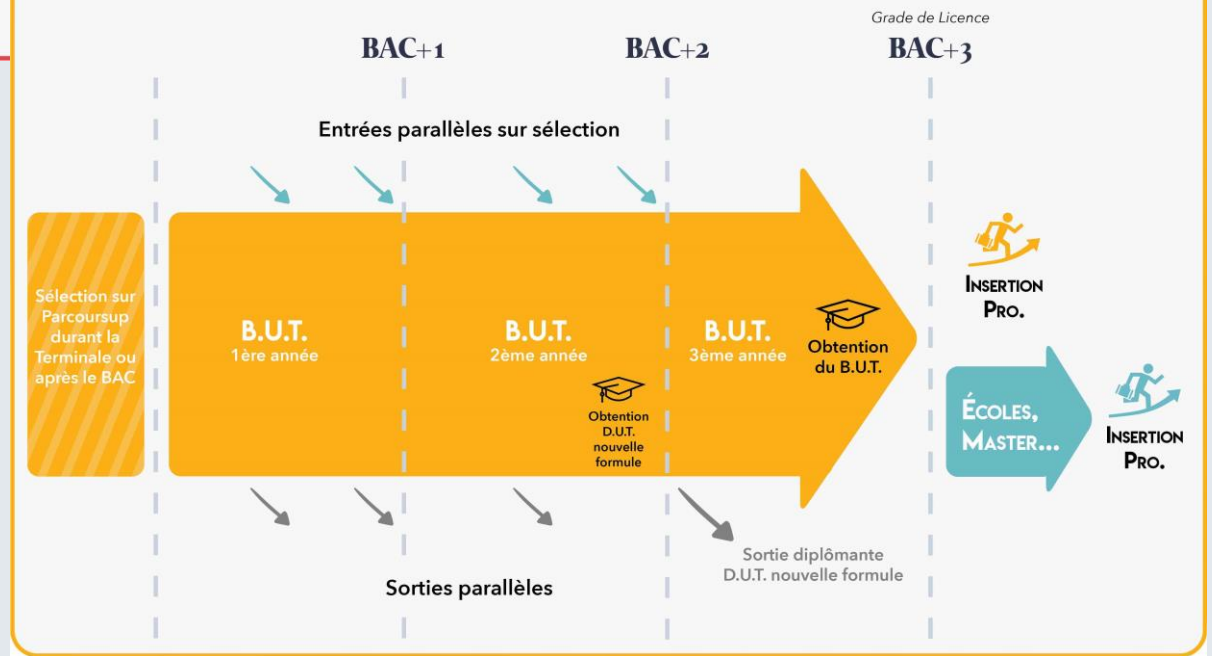 Grade de Licence
BAC+1
BAC+2
BAC+3
Entrées parallèles sur sélection
Sélection sur
Parcoursup
durant la
Terminale ou
après le BAC
B.U.T.
1ère année
B.U.T.
2ème année
Obtention
D.U.T.
nouvelle
formule
B.U.T.
3ème année
Obtention
du B.U.T.
INSERTION
PRO.
ÉCOLES,
MASTER...
INSERTION
PRO.
Sortie diplômante
D.U.T. nouvelle formule
Sorties parallèles